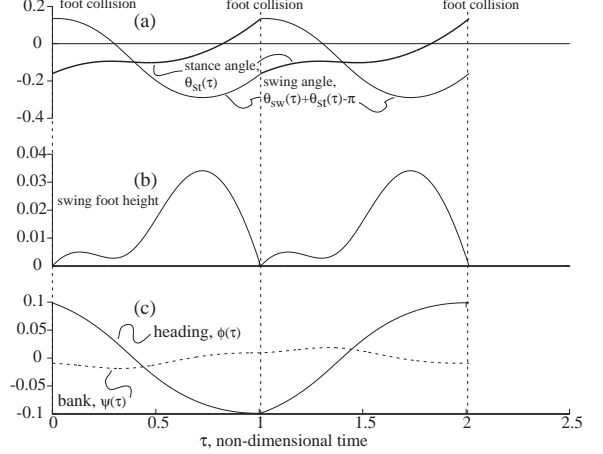 foot collision
foot collision
foot collision
0.2
(a)
0
stance angle,
θst(τ)
swing angle,
θsw(τ)+θst(τ)-π
-0.2
-0.4
0.04
(b)
0.03
swing foot height
0.02
0.01
0
0.1
(c)
0.05
heading, ϕ(τ)
0
-0.05
bank, ψ(τ)
-0.1
0
0.5
1
1.5
2
2.5
τ, non-dimensional time